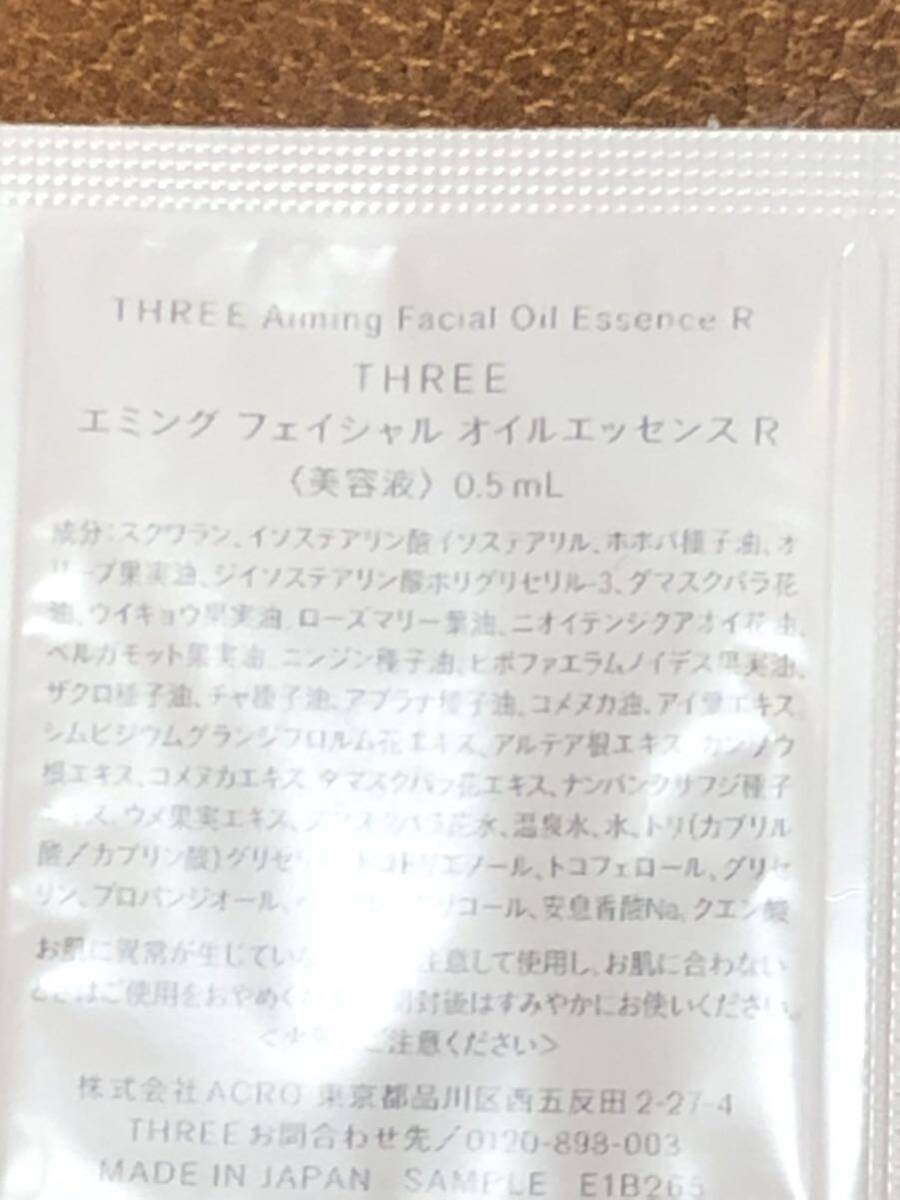 THREE Aiming Facial Oil Essence R
THREE
エミング フェイシャル オイルエッセンス R
〈美容液〉 0.5mL
成分:スクワラン、イソステアリン酸イソステアリル、ホホバ種子油、オ
リーブ果実油、ジイソステアリン酸ポリグリセリル-3、ダマスクバラ花
油、ウイキョウ果実油、ローズマリー葉油、ニオイテンジクアオイ花油、
ベルガモット果実油、ニンジン種子油、ヒポファエラムノイデス果実油、
ザクロ種子油、チャ種子油、アブラナ種子油、コメヌカ油、アイ葉エキス、
シムビジウムグランジフロルム花エキス、アルテア根エキス、カンゾウ
根エキス、コメヌカエキス、ダマスクバラ花エキス、ナンバンクサフジ種子
ウメ果実エキス、ダマスクバラ花水、温泉水、水、トリ(カプリル
酸/カプリン酸)グリセリル、トコトリエノール、トコフェロール、グリセ
リン、プロパンジオール、 リコール、安息香酸Na、クエン酸
お肌に異常が生じていな 注意して使用し、お肌に合わない
ときはご使用をおやめください 開封後はすみやかにお使いください。
ご注意ください>
株式会社ACRO 東京都品川区西五反田2-27-4
THREEお問合わせ先/0120-898-003
MADE IN JAPAN SAMPLE E1B265